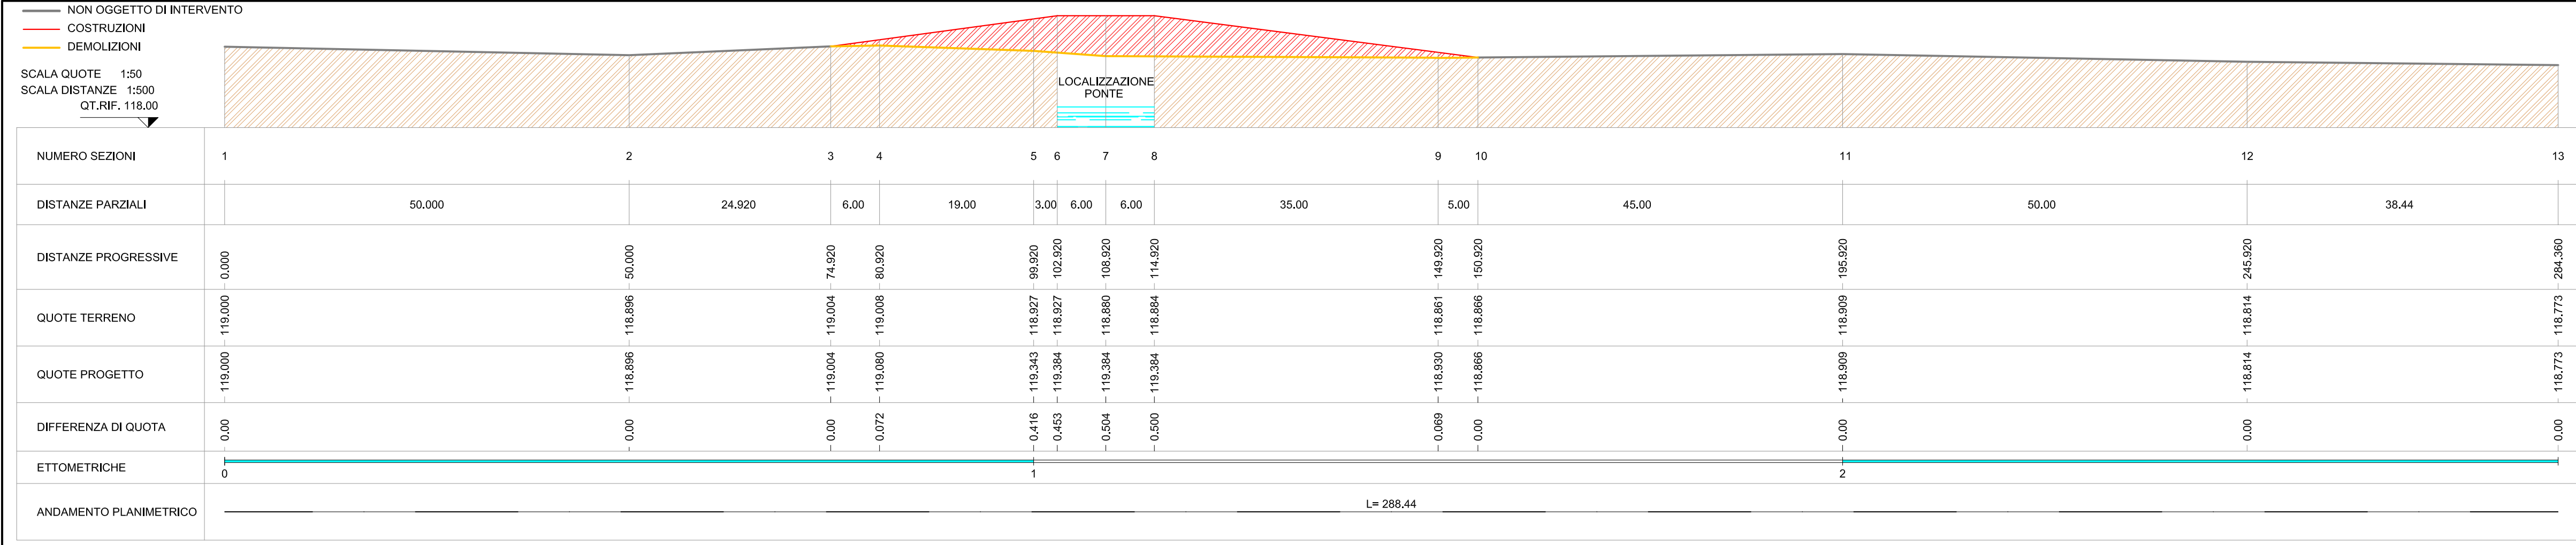 NON OGGETTO DI INTERVENTO
COSTRUZIONI
DEMOLIZIONI
SCALA QUOTE 1:50
SCALA DISTANZE 1:500
QT.RIF. 118.00
LOCALIZZAZIONE
PONTE
NUMERO SEZIONI 1 2 3 4 5 6 7 8 9 10 11 12 13
DISTANZE PARZIALI 50.000 24.920 6.00 19.00 3.00 6.00 6.00 35.00 5.00 45.00 50.00 38.44
DISTANZE PROGRESSIVE 0.000 50.000 74.920 80.920 99.920 102.920 108.920 114.920 149.920 150.920 195.920 245.920 284.360
QUOTE TERRENO 119.000 118.896 119.004 119.008 118.927 118.927 118.880 118.884 118.861 118.866 118.909 118.814 118.773
QUOTE PROGETTO 119.000 118.896 119.004 119.080 119.343 119.384 119.384 119.384 118.930 118.866 118.909 118.814 118.773
DIFFERENZA DI QUOTA 0.00 0.00 0.00 0.072 0.416 0.453 0.504 0.500 0.069 0.00 0.00 0.00 0.00
ETTOMETRICHE 0 1 2
ANDAMENTO PLANIMETRICO L= 288.44